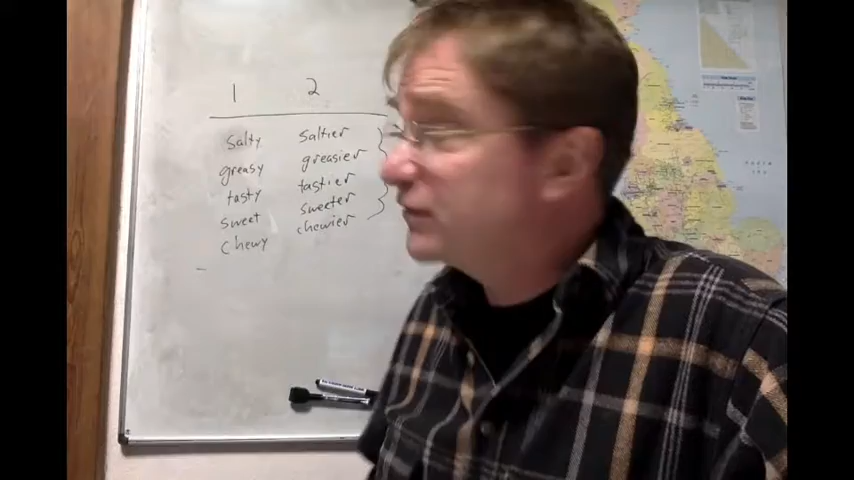 1 2
salty saltier
greasy greasier
tasty tastier
sweet sweeter
chewy chewier